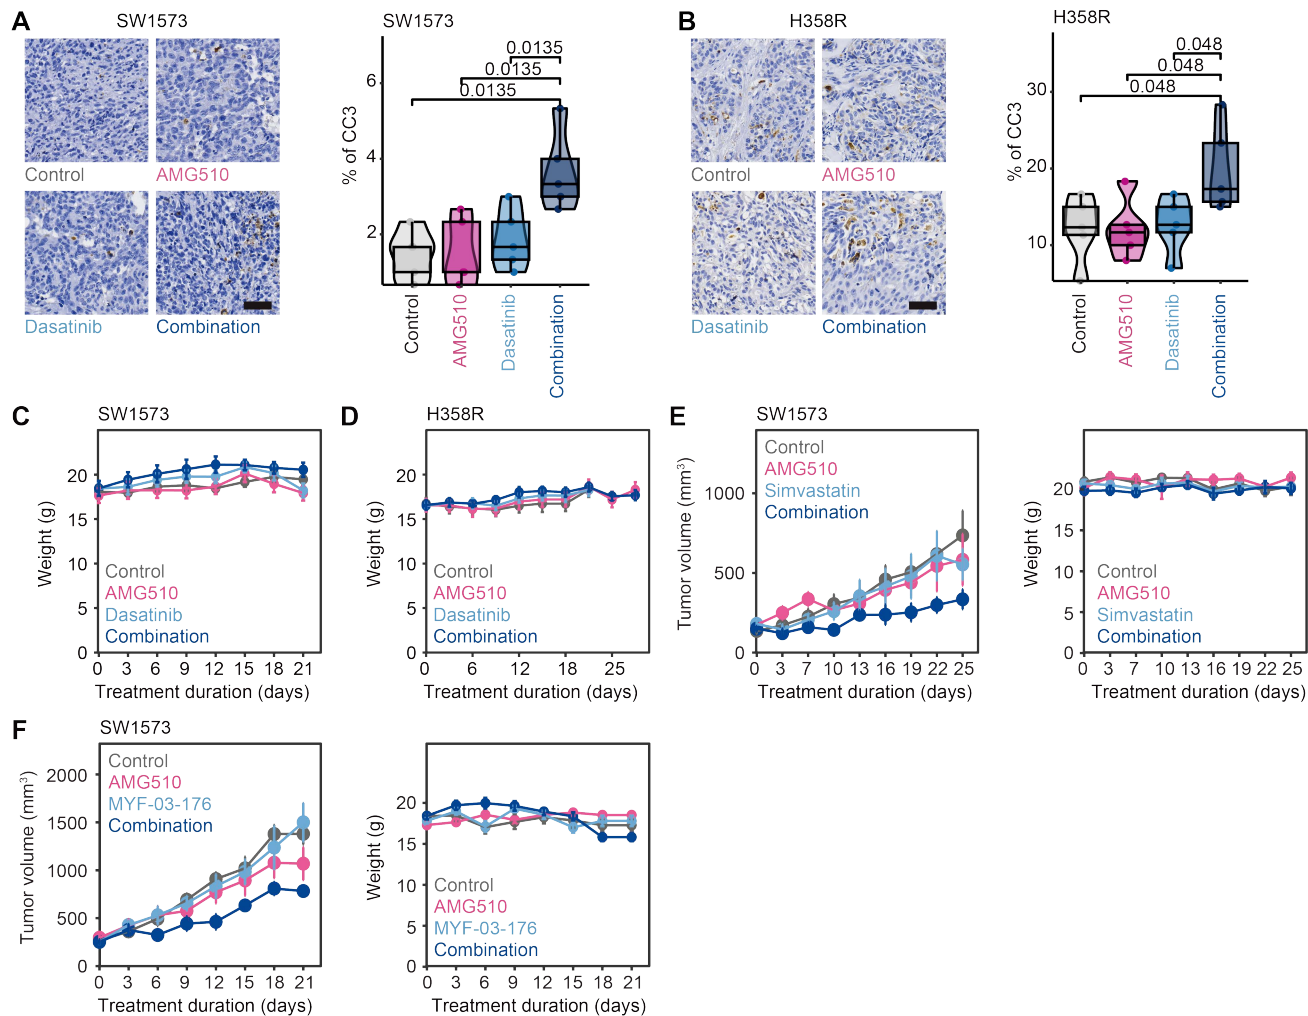 A
SW1573
Control
AMG510
Dasatinib
Combination
SW1573
% of CC3
6
4
2
0.0135
0.0135
0.0135
Control
AMG510
Dasatinib
Combination
B
H358R
Control
AMG510
Dasatinib
Combination
H358R
% of CC3
30
20
10
0.048
0.048
0.048
Control
AMG510
Dasatinib
Combination
C
SW1573
Weight (g)
20
15
10
5
0
Control
AMG510
Dasatinib
Combination
0 3 6 9 12 15 18 21
Treatment duration (days)
D
H358R
Weight (g)
20
15
10
5
0
Control
AMG510
Dasatinib
Combination
0 6 12 18 25
Treatment duration (days)
E
SW1573
Tumor volume (mm³)
1000
500
0
Control
AMG510
Simvastatin
Combination
0 3 7 10 13 16 19 22 25
Treatment duration (days)
Weight (g)
20
15
10
5
0
Control
AMG510
Simvastatin
Combination
0 3 7 10 13 16 19 22 25
Treatment duration (days)
F
SW1573
Tumor volume (mm³)
2000
1500
1000
500
0
Control
AMG510
MYF-03-176
Combination
0 3 6 9 12 15 18 21
Treatment duration (days)
Weight (g)
20
15
10
5
0
Control
AMG510
MYF-03-176
Combination
0 3 6 9 12 15 18 21
Treatment duration (days)